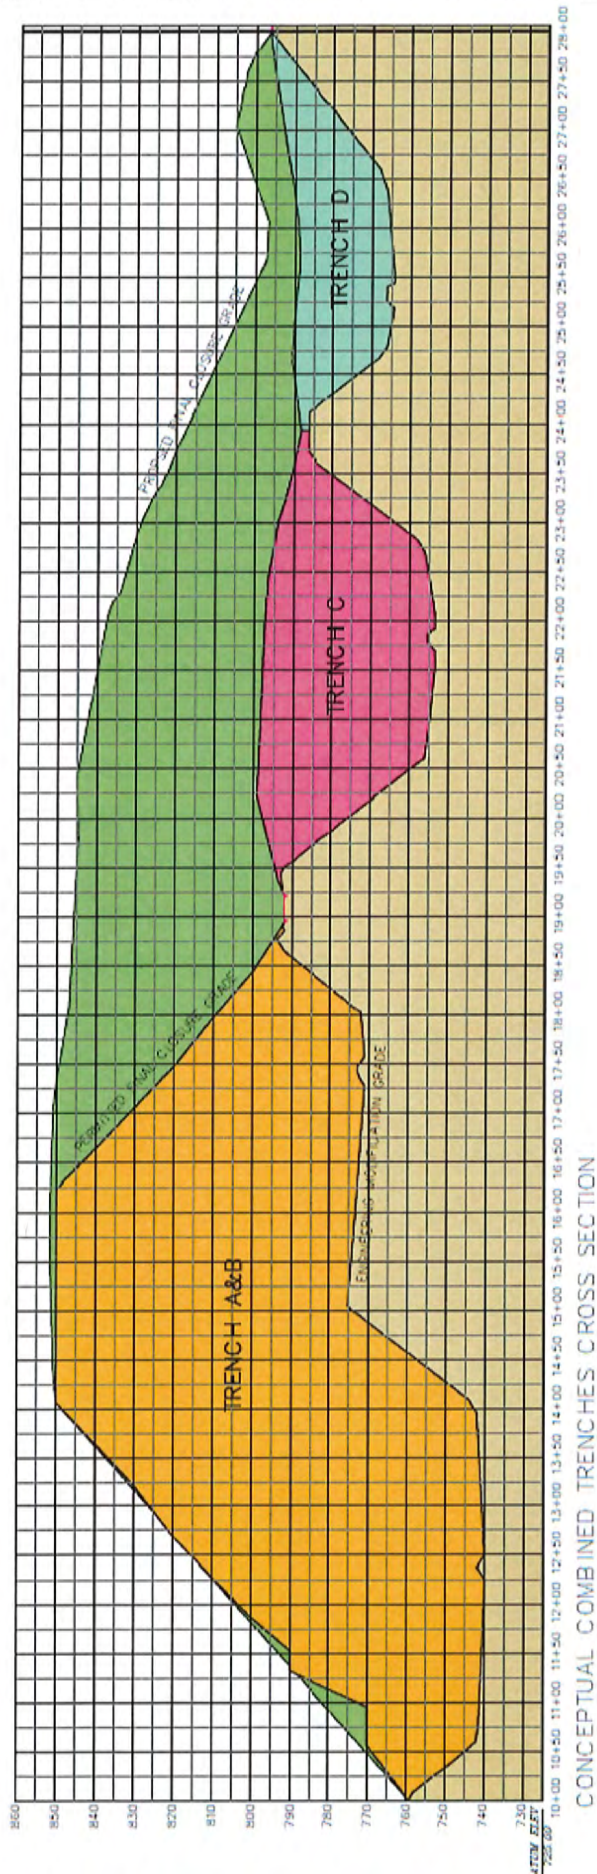 860
850
840
830
820
810
800
790
780
770
760
750
740
730
DATUM ELEV
725.00
PROPOSED FINAL CLOSURE GRADE
PERMITTED FINAL CLOSURE GRADE
ENGINEERING MODIFICATION GRADE
TRENCH A&B
TRENCH C
TRENCH D
10+00 10+50 11+00 11+50 12+00 12+50 13+00 13+50 14+00 14+50 15+00 15+50 16+00 16+50 17+00 17+50 18+00 18+50 19+00 19+50 20+00 20+50 21+00 21+50 22+00 22+50 23+00 23+50 24+00 24+50 25+00 25+50 26+00 26+50 27+00 27+50 28+00
CONCEPTUAL COMBINED TRENCHES CROSS SECTION